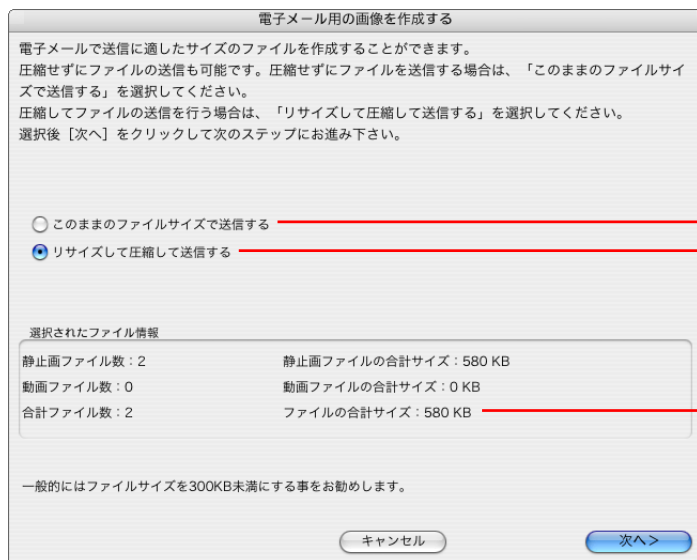 電子メール用の画像を作成する
電子メールで送信に適したサイズのファイルを作成することができます。
圧縮せずにファイルの送信も可能です。圧縮せずにファイルを送信する場合は、「このままのファイルサイ
ズで送信する」を選択してください。
圧縮してファイルの送信を行う場合は、「リサイズして圧縮して送信する」を選択してください。
選択後［次へ］をクリックして次のステップにお進み下さい。
このままのファイルサイズで送信する
リサイズして圧縮して送信する
選択されたファイル情報
静止画ファイル数：2 静止画ファイルの合計サイズ：580 KB
動画ファイル数：0 動画ファイルの合計サイズ：0 KB
合計ファイル数：2 ファイルの合計サイズ：580 KB
一般的にはファイルサイズを300KB未満にする事をお勧めします。
キャンセル 次へ＞